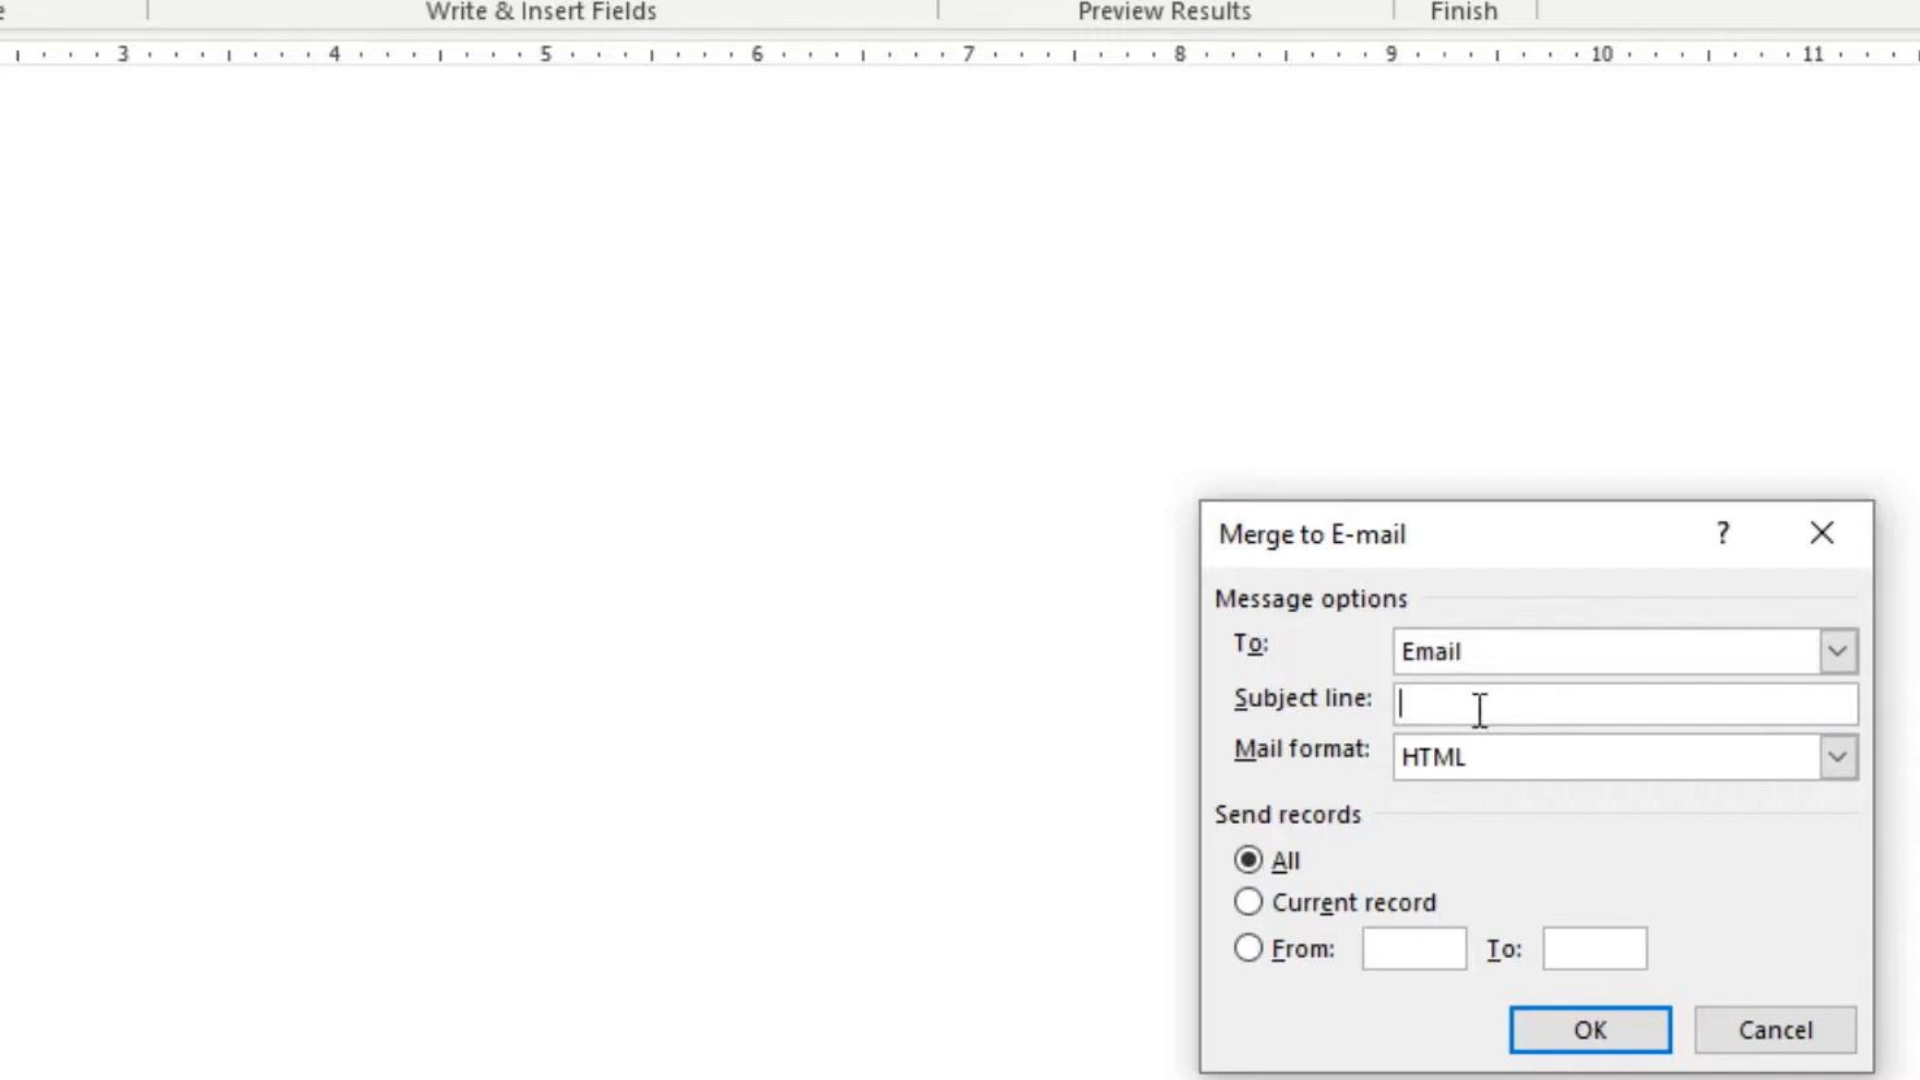 e Write & Insert Fields Preview Results Finish
3 4 5 6 7 8 9 10 11
Merge to E-mail ?
Message options
To: Email
Subject line:
Mail format: HTML
Send records
All
Current record
From: To:
OK Cancel